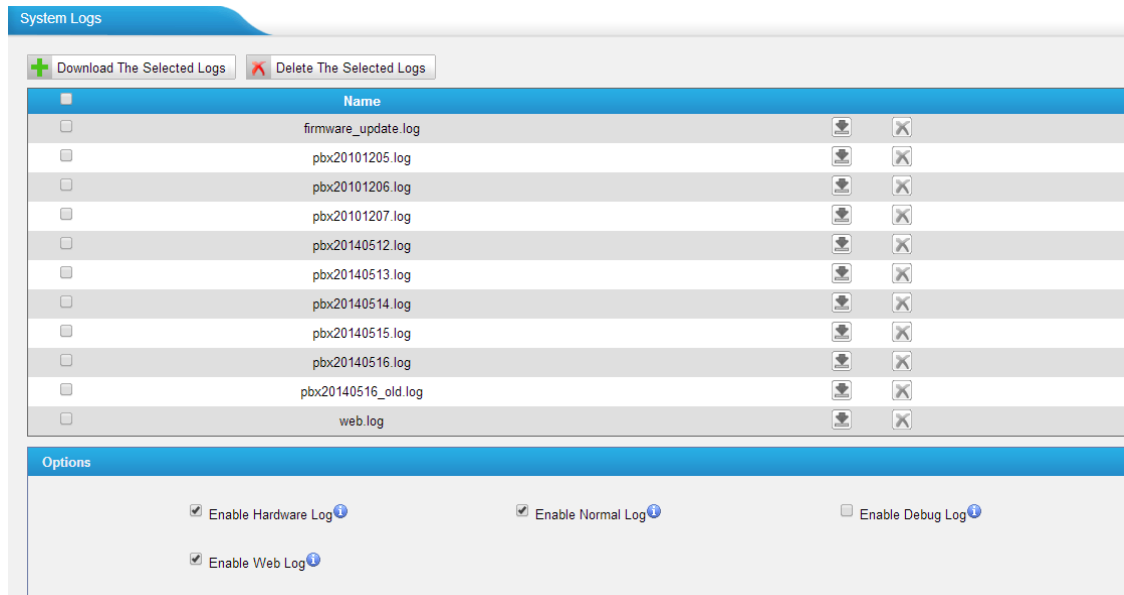 System Logs
Download The Selected Logs Delete The Selected Logs
Name
firmware_update.log
pbx20101205.log
pbx20101206.log
pbx20101207.log
pbx20140512.log
pbx20140513.log
pbx20140514.log
pbx20140515.log
pbx20140516.log
pbx20140516_old.log
web.log
Options
Enable Hardware Log Enable Normal Log Enable Debug Log
Enable Web Log